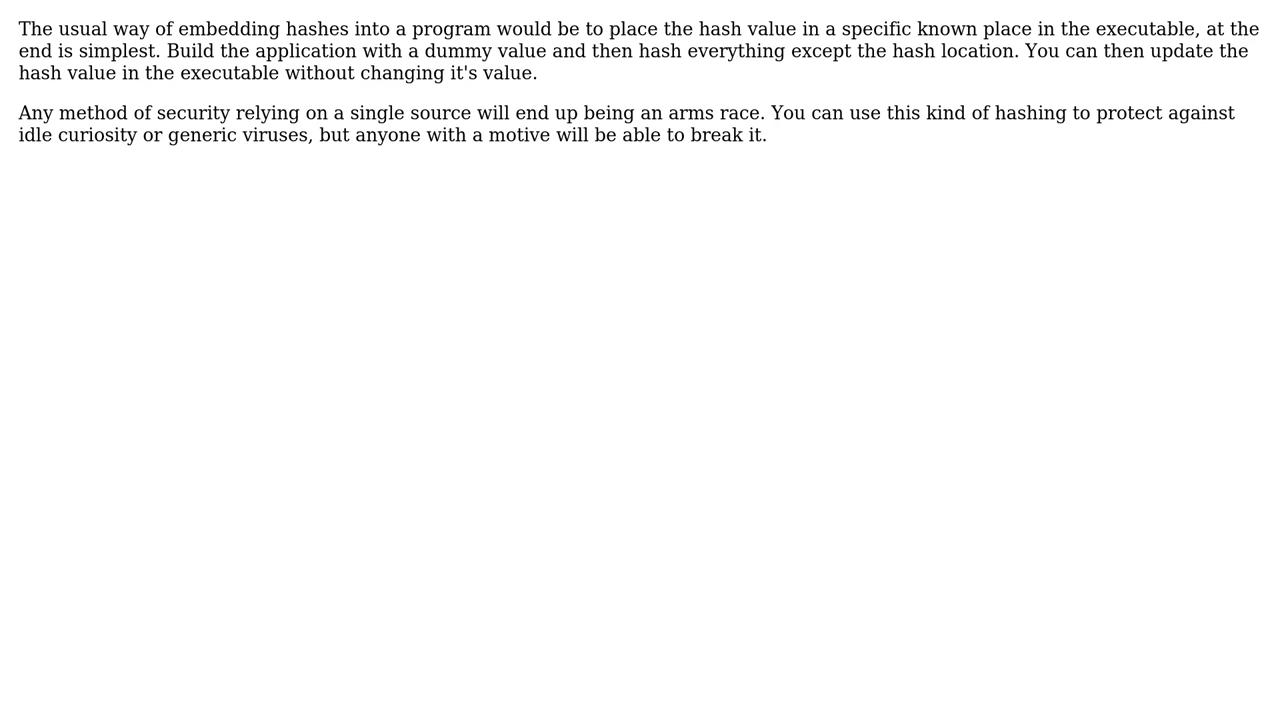 The usual way of embedding hashes into a program would be to place the hash value in a specific known place in the executable, at the
end is simplest. Build the application with a dummy value and then hash everything except the hash location. You can then update the
hash value in the executable without changing it's value.
Any method of security relying on a single source will end up being an arms race. You can use this kind of hashing to protect against
idle curiosity or generic viruses, but anyone with a motive will be able to break it.